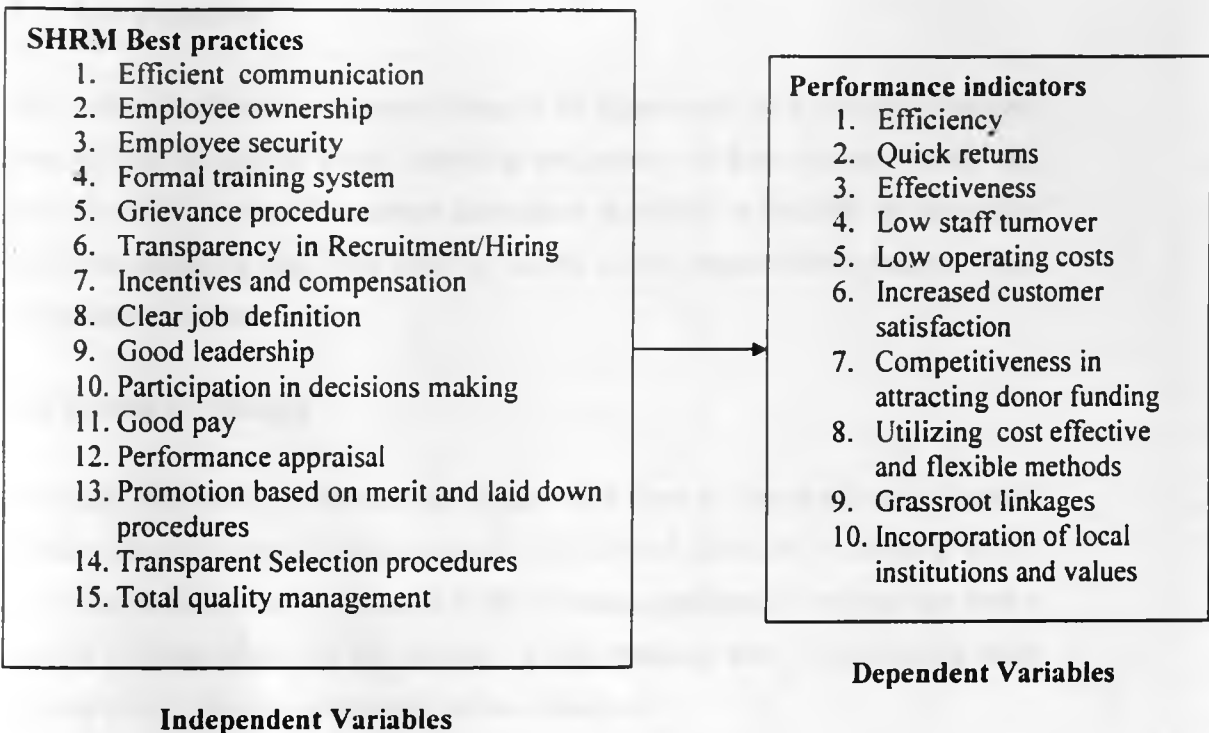 SHRM Best practices
1. Efficient communication
2. Employee ownership
3. Employee security
4. Formal training system
5. Grievance procedure
6. Transparency in Recruitment/Hiring
7. Incentives and compensation
8. Clear job definition
9. Good leadership
10. Participation in decisions making
11. Good pay
12. Performance appraisal
13. Promotion based on merit and laid down
procedures
14. Transparent Selection procedures
15. Total quality management
Independent Variables
Performance indicators
1. Efficiency
2. Quick returns
3. Effectiveness
4. Low staff turnover
5. Low operating costs
6. Increased customer
satisfaction
7. Competitiveness in
attracting donor funding
8. Utilizing cost effective
and flexible methods
9. Grassroot linkages
10. Incorporation of local
institutions and values
Dependent Variables